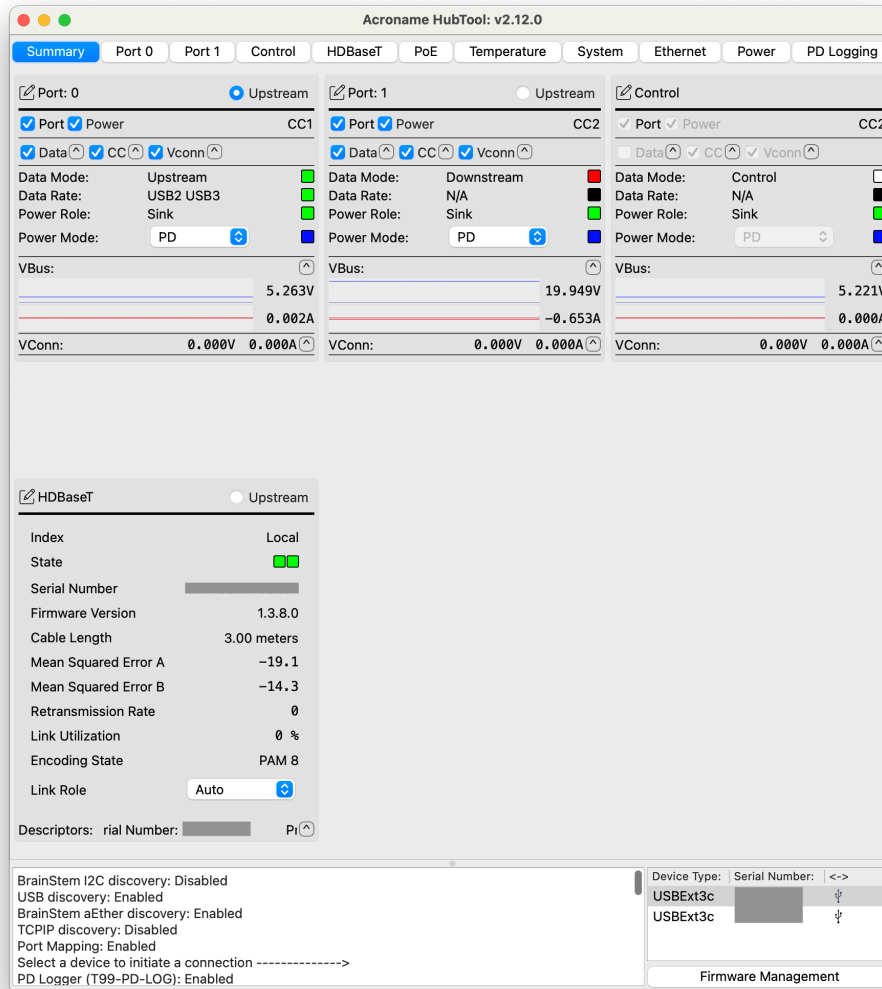 Acroname HubTool: v2.12.0
Summary Port 0 Port 1 Control HDBaseT PoE Temperature System Ethernet Power PD Logging
Port: 0 Upstream
Port Power CC1
Data CC Vconn
Data Mode: Upstream
Data Rate: USB2 USB3
Power Role: Sink
Power Mode: PD
VBus:
5.263V
0.002A
VConn: 0.000V 0.000A
Port: 1 Upstream
Port Power CC2
Data CC Vconn
Data Mode: Downstream
Data Rate: N/A
Power Role: Sink
Power Mode: PD
VBus:
19.949V
-0.653A
VConn: 0.000V 0.000A
Control
Port Power CC2
Data CC Vconn
Data Mode: Control
Data Rate: N/A
Power Role: Sink
Power Mode: PD
VBus:
5.221V
0.000A
VConn: 0.000V 0.000A
HDBaseT Upstream
Index Local
State
Serial Number
Firmware Version 1.3.8.0
Cable Length 3.00 meters
Mean Squared Error A -19.1
Mean Squared Error B -14.3
Retransmission Rate 0
Link Utilization 0 %
Encoding State PAM 8
Link Role Auto
Descriptors: rial Number: Pr
BrainStem I2C discovery: Disabled
USB discovery: Enabled
BrainStem aEther discovery: Enabled
TCPIP discovery: Disabled
Port Mapping: Enabled
Select a device to initiate a connection -------------->
PD Logger (T99-PD-LOG): Enabled
Device Type: Serial Number: <->
USBExt3c
USBExt3c
Firmware Management